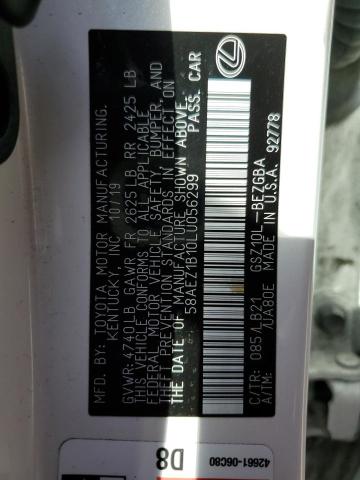 MFD. BY: TOYOTA MOTOR MANUFACTURING,
KENTUCKY, INC. 10/19
GVWR: 4740 LB GAWR FR 2625 LB RR 2425 LB
THIS VEHICLE CONFORMS TO ALL APPLICABLE
FEDERAL MOTOR VEHICLE SAFETY, BUMPER, AND
THEFT PREVENTION STANDARDS IN EFFECT ON
THE DATE OF MANUFACTURE SHOWN ABOVE.
58AEZ1B10LU056299 PASS. CAR
C/TR: 085/LB21 GSZ10L-BEZGBA
A/TM: /UA80E MADE IN U.S.A. 92778
42661-06C80
D8